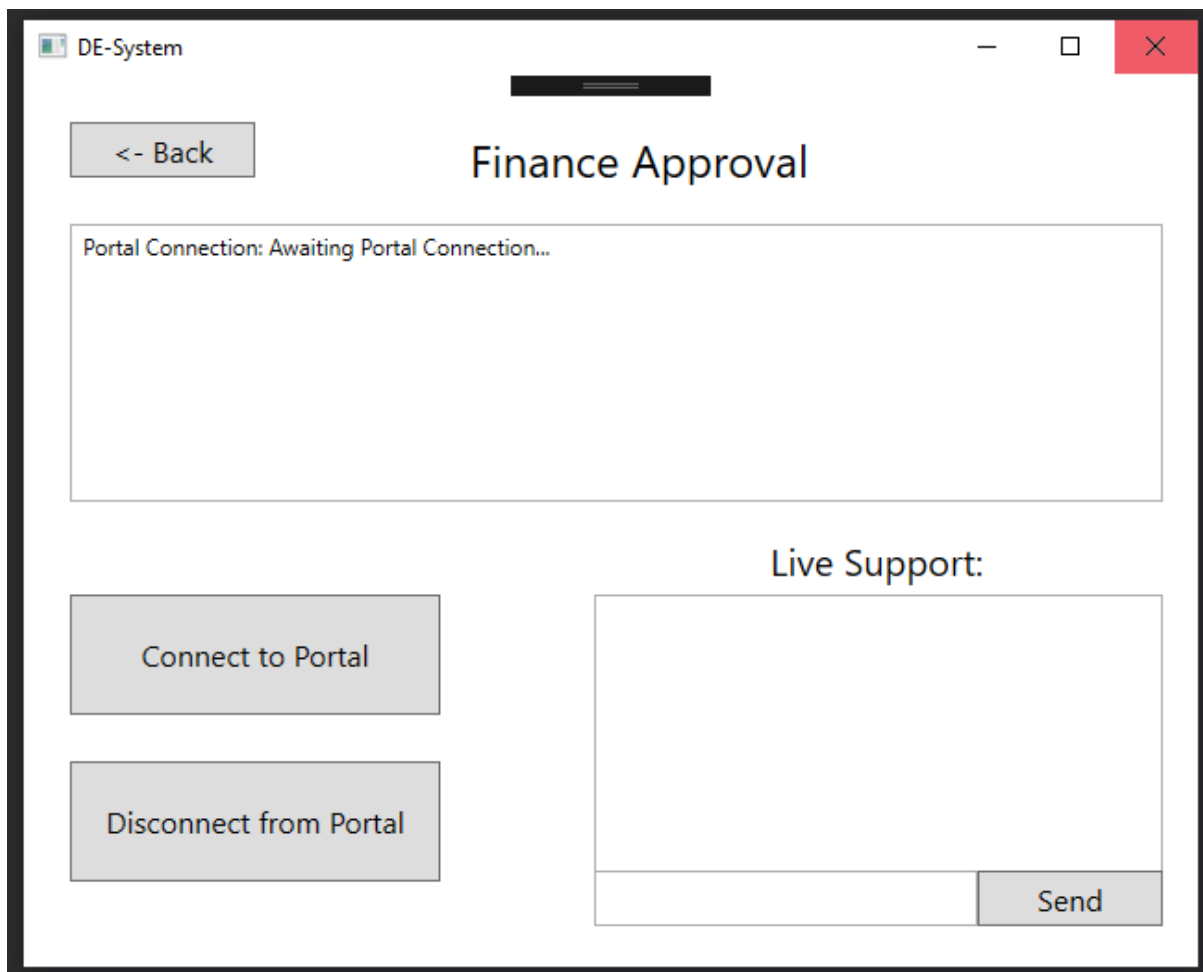 DE-System
<- Back
Finance Approval
Portal Connection: Awaiting Portal Connection...
Live Support:
Connect to Portal
Disconnect from Portal
Send